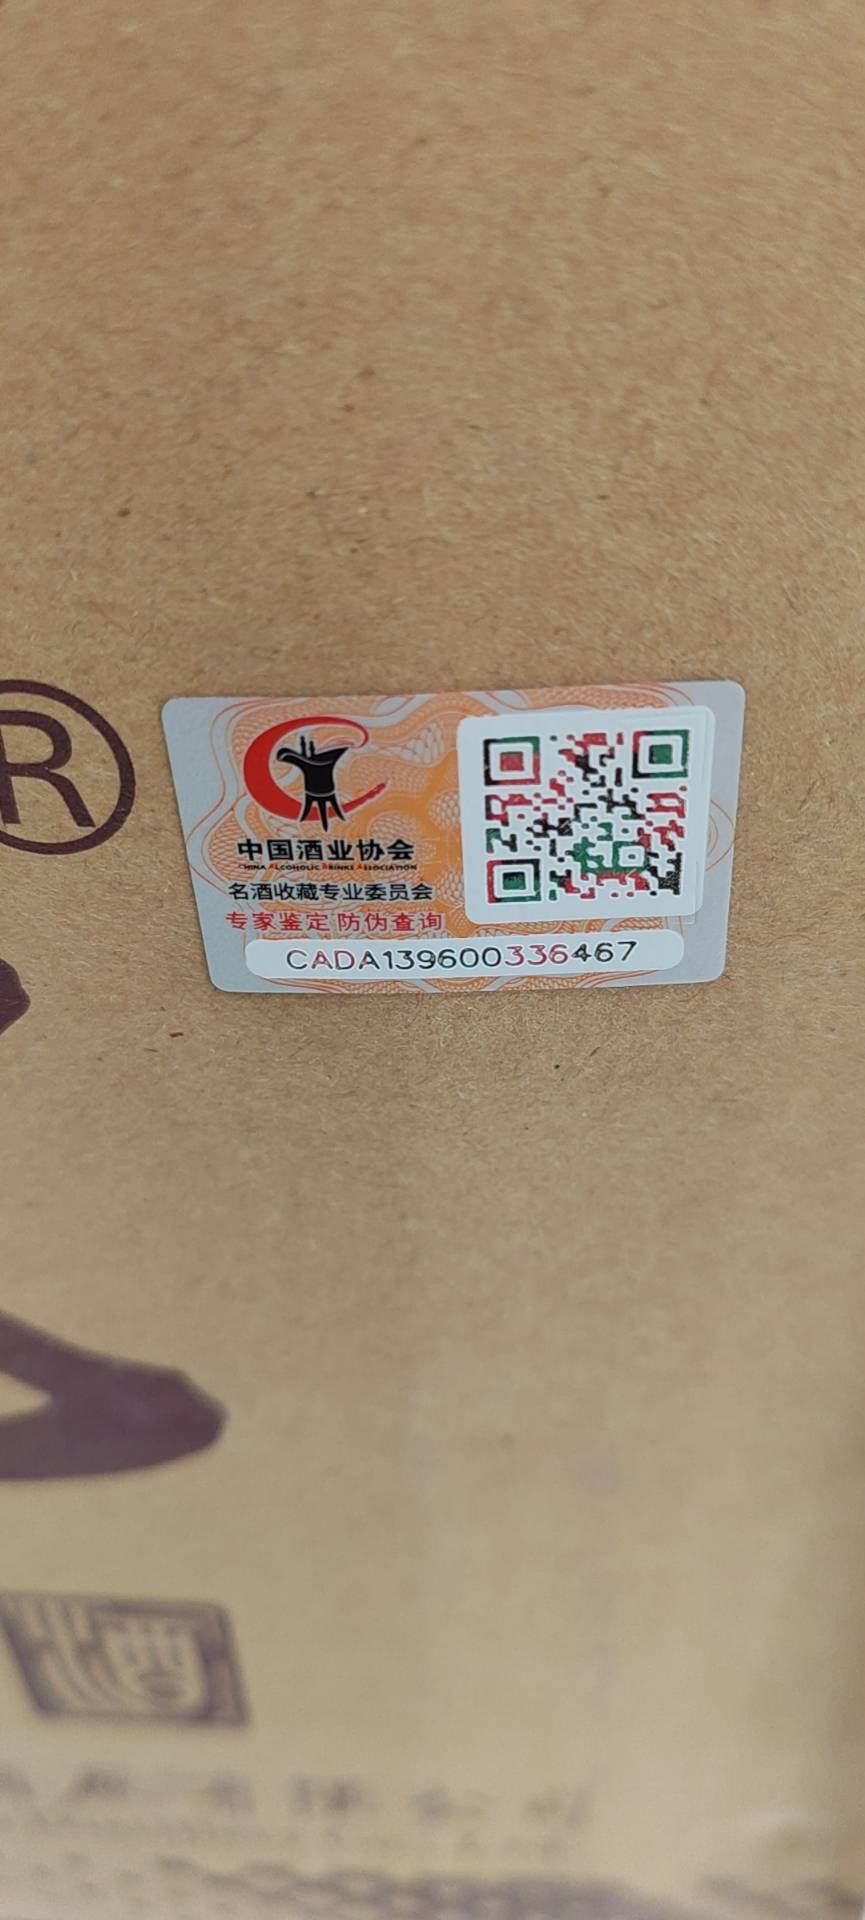 ®
中国酒业协会
CHINA ALCOHOLIC DRINKS ASSOCIATION
名酒收藏专业委员会
专家鉴定 防伪查询
CADA139600336467
酒